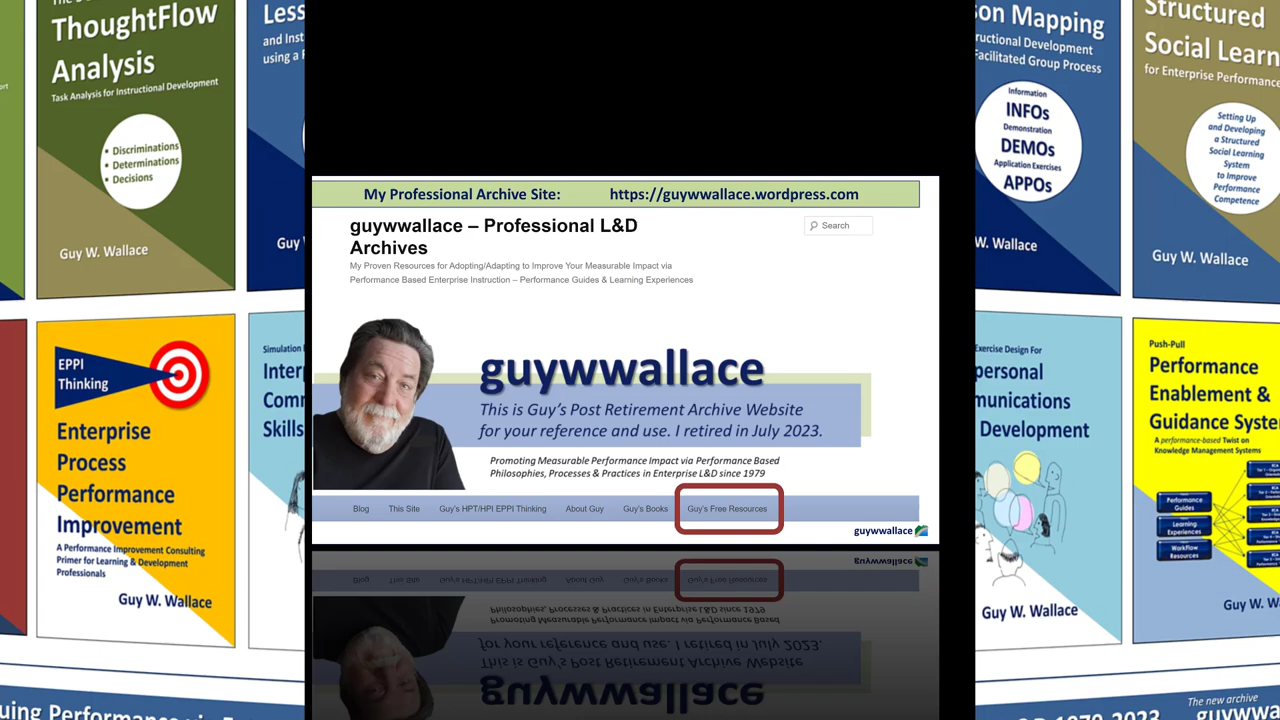 ThoughtFlow
Analysis
Task Analysis for Instructional Development
• Discriminations
• Determinations
• Decisions
Guy W. Wallace
Less
and Inst
using a F
Guy
EPPI
Thinking
Enterprise
Process
Performance
Improvement
A Performance Improvement Consulting
Primer for Learning & Development
Professionals
Guy W. Wallace
Simulation
Inter
Comm
Skills
My Professional Archive Site: https://guywwallace.wordpress.com
guywwallace – Professional L&D
Archives
Search
My Proven Resources for Adopting/Adapting to Improve Your Measurable Impact via
Performance Based Enterprise Instruction – Performance Guides & Learning Experiences
guywwallace
This is Guy's Post Retirement Archive Website
for your reference and use. I retired in July 2023.
Promoting Measurable Performance Impact via Performance Based
Philosophies, Processes & Practices in Enterprise L&D since 1979
Blog This Site Guy's HPT/HPI EPPI Thinking About Guy Guy's Books Guy's Free Resources
guywwallace
on Mapping
tructional Development
Facilitated Group Process
Information
INFOs
Demonstration
DEMOs
Application Exercises
APPOs
W. Wallace
Structured
Social Learn
for Enterprise Performance
Setting Up
and Developing
a Structured
Social Learning
System
to Improve
Performance
Competence
Guy W. Wallace
Exercise Design For
personal
munications
Development
Guy W. Wallace
Push-Pull
Performance
Enablement &
Guidance Syste
A performance-based Twist on
Knowledge Management Systems
Performance
Guides
Learning
Experiences
Workflow
Resources
Guy W. W
uing Performance via E
The new archive
& D 1979-2023
guywwa